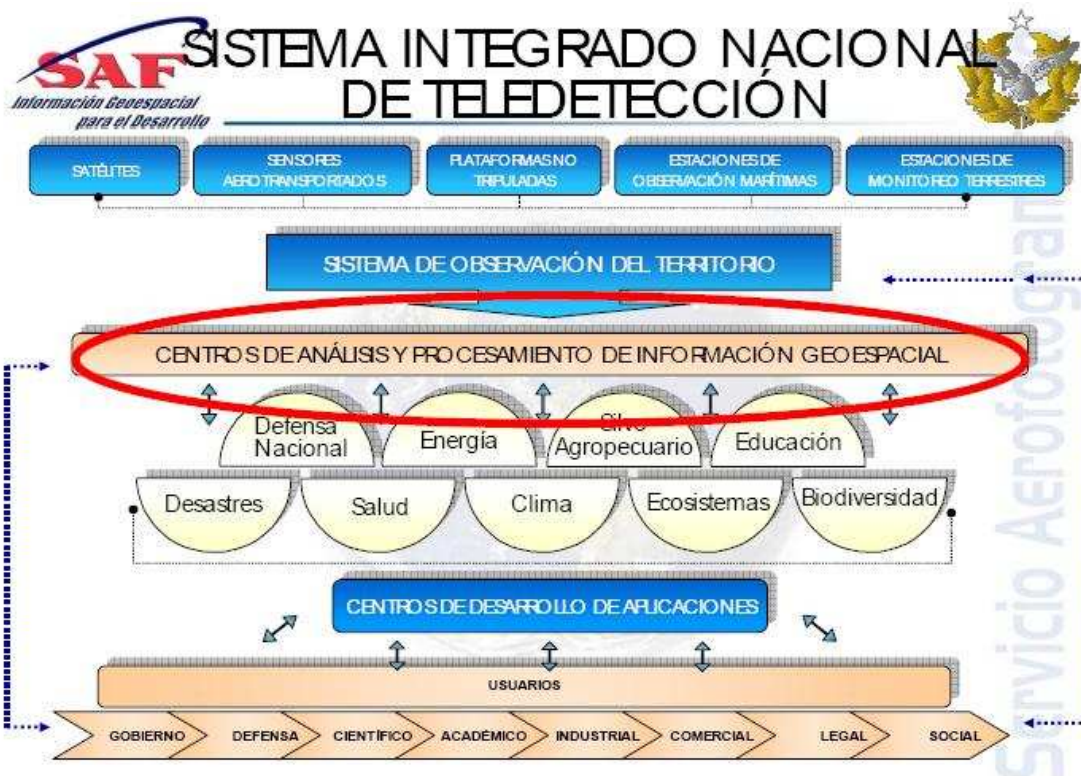 SAF
Información Geoespacial
para el Desarrollo
SISTEMA INTEGRADO NACIONAL
DE TELEDETECCIÓN
SATÉLITES
SENSORES
AEROTRANSPORTADOS
PLATAFORMAS NO
TRIPULADAS
ESTACIONES DE
OBSERVACIÓN MARÍTIMAS
ESTACIONES DE
MONITOREO TERRESTRES
SISTEMA DE OBSERVACIÓN DEL TERRITORIO
CENTROS DE ANÁLISIS Y PROCESAMIENTO DE INFORMACIÓN GEOESPACIAL
Defensa
Nacional
Energía
Silvo
Agropecuario
Educación
Desastres
Salud
Clima
Ecosistemas
Biodiversidad
CENTROS DE DESARROLLO DE APLICACIONES
USUARIOS
GOBIERNO
DEFENSA
CIENTÍFICO
ACADÉMICO
INDUSTRIAL
COMERCIAL
LEGAL
SOCIAL
Servicio Aerofotogram